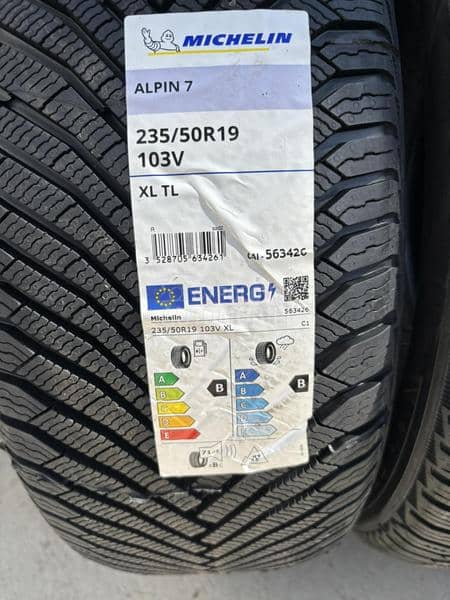 MICHELIN
ALPIN 7
235/50R19
103V
XL TL
3 528705 634261
CAI-563426
ENERG
563426
Michelin
235/50R19 103V XL
C1
A
B
C
D
E
B
A
B
C
D
E
B